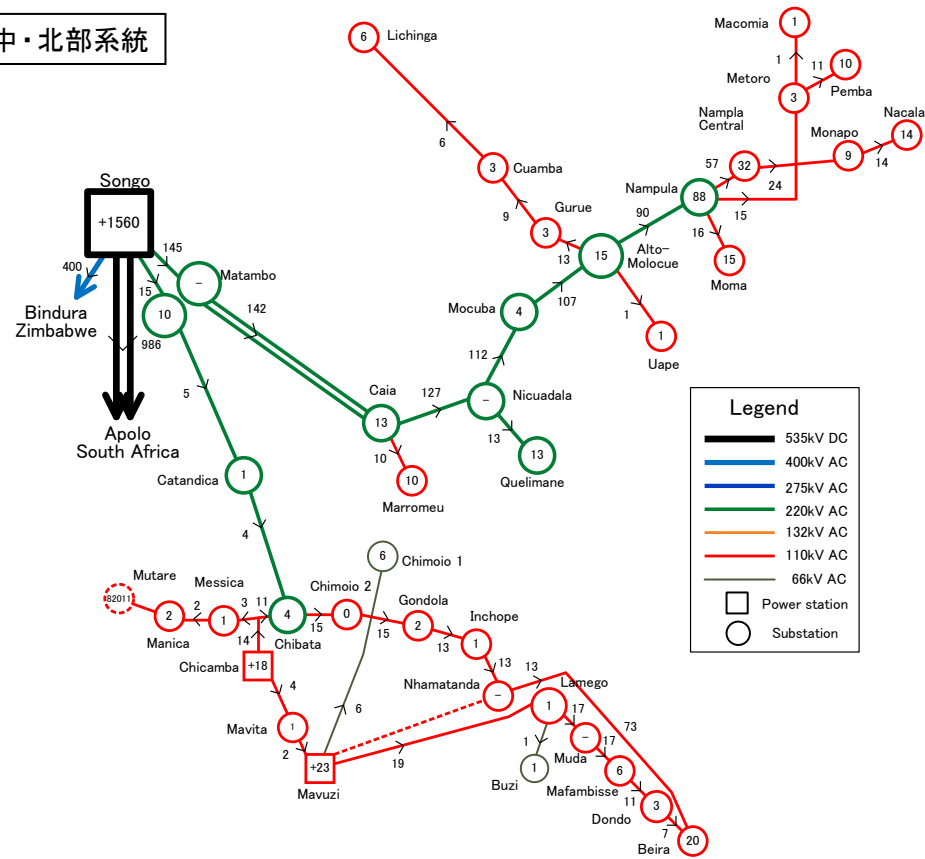 中・北部系統
Macomia
1
6
Lichinga
1
11
10
Metoro
3
Pemba
Nampla
Central
Nacala
Monapo
14
6
3
Cuamba
57
32
9
14
24
Songo
+1560
Nampula
88
15
9
Gurue
3
90
16
145
13
15
Alto-
Molocue
15
Moma
400
Matambo
-
15
142
Bindura
Zimbabwe
10
986
Mocuba
4
107
1
1
Uape
112
5
Caia
127
13
Nicuadala
-
Apolo
South Africa
10
13
13
Catandica
1
10
Marromeu
Quelimane
Legend
535kV DC
400kV AC
275kV AC
220kV AC
132kV AC
110kV AC
66kV AC
Power station
Substation
4
6
Chimoio 1
Mutare
Messica
Chimoio 2
82011
Gondola
2
2
1
3
11
4
15
0
15
2
Inchope
Manica
14
Chibata
13
1
Chicamba
+18
13
4
Nhamatanda
-
13
Lamego
Mavita
1
6
1
17
73
2
+23
19
1
-
17
Muda
Mavuzi
Buzi
1
6
Mafambisse
11
3
Dondo
7
Beira
20